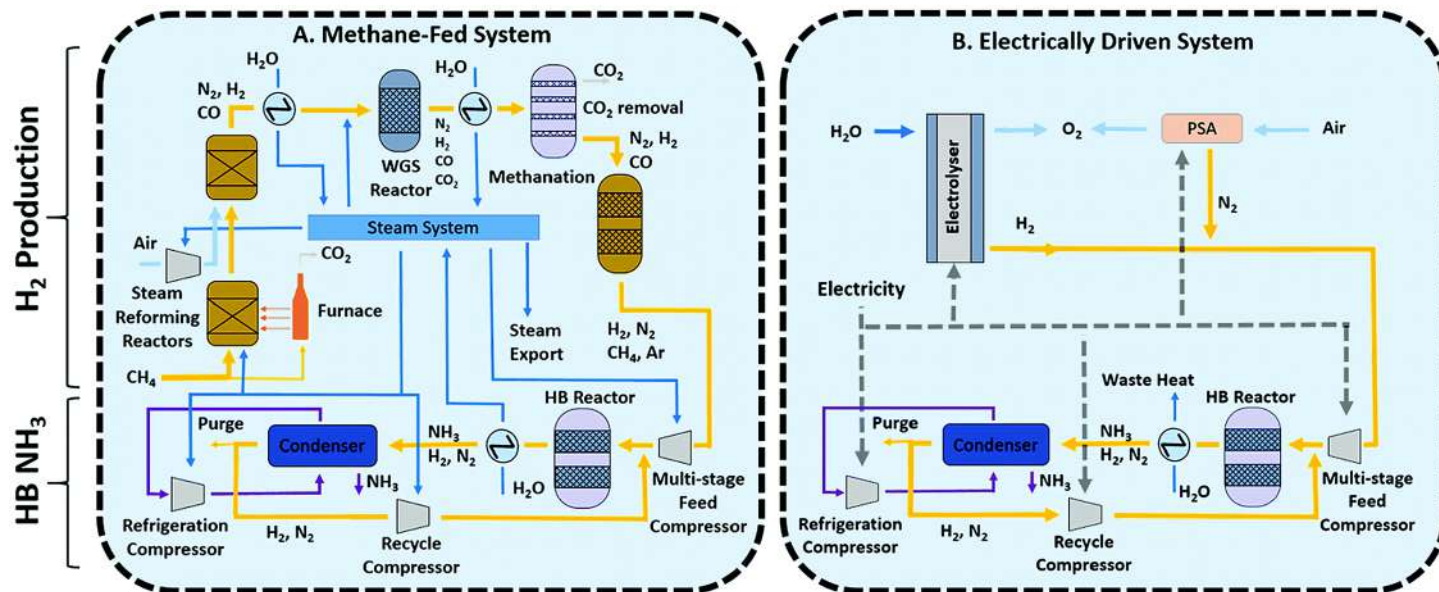 A. Methane-Fed System
H₂ Production
HB NH₃
H₂O
H₂O
CO₂
N₂, H₂
CO
CO₂ removal
N₂
H₂
CO
CO₂
WGS
Reactor
Methanation
N₂, H₂
CO
Steam System
Air
CO₂
Steam
Reforming
Reactors
Furnace
Steam
Export
H₂, N₂
CH₄, Ar
CH₄
HB Reactor
Purge
Condenser
NH₃
H₂, N₂
NH₃
H₂O
Multi-stage
Feed
Compressor
Refrigeration
Compressor
H₂, N₂
Recycle
Compressor
B. Electrically Driven System
H₂O
Electrolyser
O₂
PSA
Air
N₂
H₂
Electricity
Waste Heat
HB Reactor
Purge
Condenser
NH₃
H₂, N₂
NH₃
H₂O
Multi-stage
Feed
Compressor
Refrigeration
Compressor
H₂, N₂
Recycle
Compressor